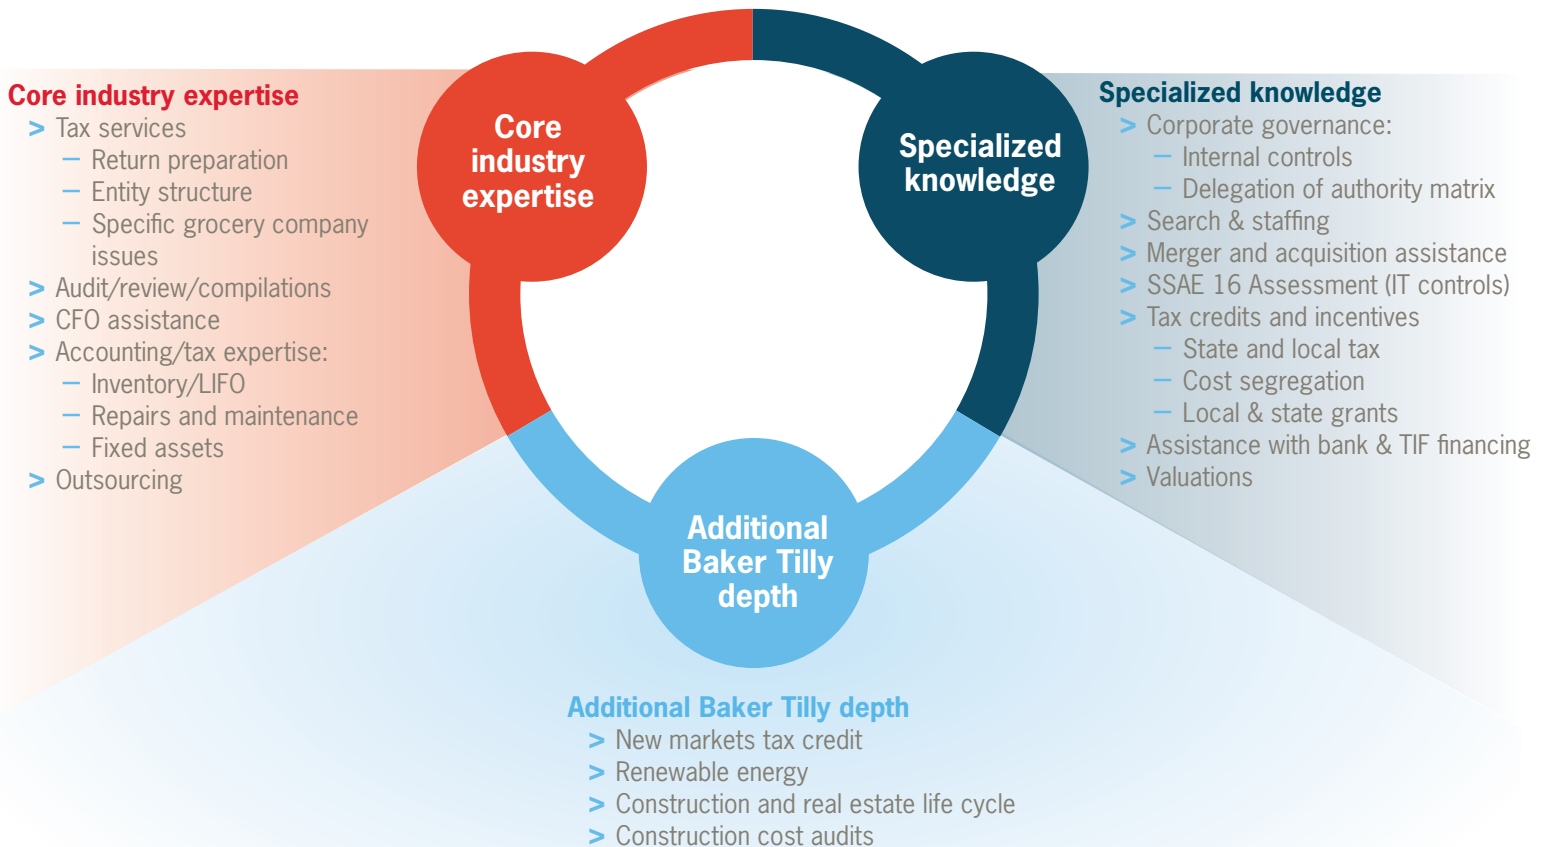 Core industry expertise
> Tax services
– Return preparation
– Entity structure
– Specific grocery company
issues
> Audit/review/compilations
> CFO assistance
> Accounting/tax expertise:
– Inventory/LIFO
– Repairs and maintenance
– Fixed assets
> Outsourcing
Core
industry
expertise
Specialized
knowledge
Specialized knowledge
> Corporate governance:
– Internal controls
– Delegation of authority matrix
> Search & staffing
> Merger and acquisition assistance
> SSAE 16 Assessment (IT controls)
> Tax credits and incentives
– State and local tax
– Cost segregation
– Local & state grants
> Assistance with bank & TIF financing
> Valuations
Additional
Baker Tilly
depth
Additional Baker Tilly depth
> New markets tax credit
> Renewable energy
> Construction and real estate life cycle
> Construction cost audits